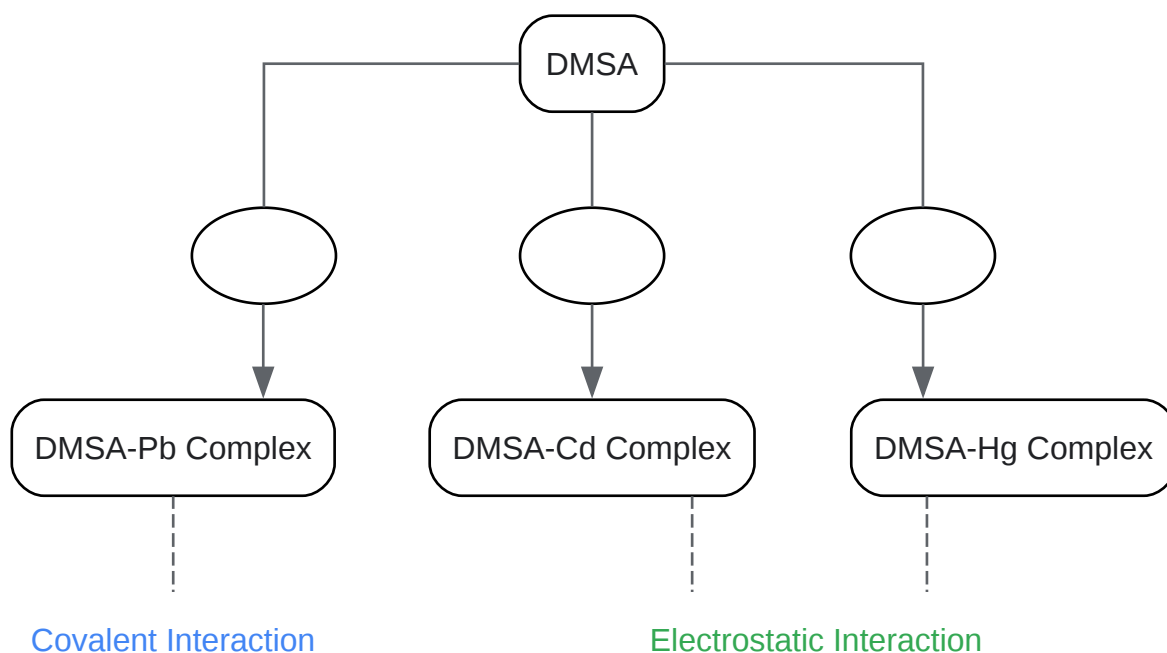 DMSA
DMSA-Pb Complex
DMSA-Cd Complex
DMSA-Hg Complex
Covalent Interaction
Electrostatic Interaction